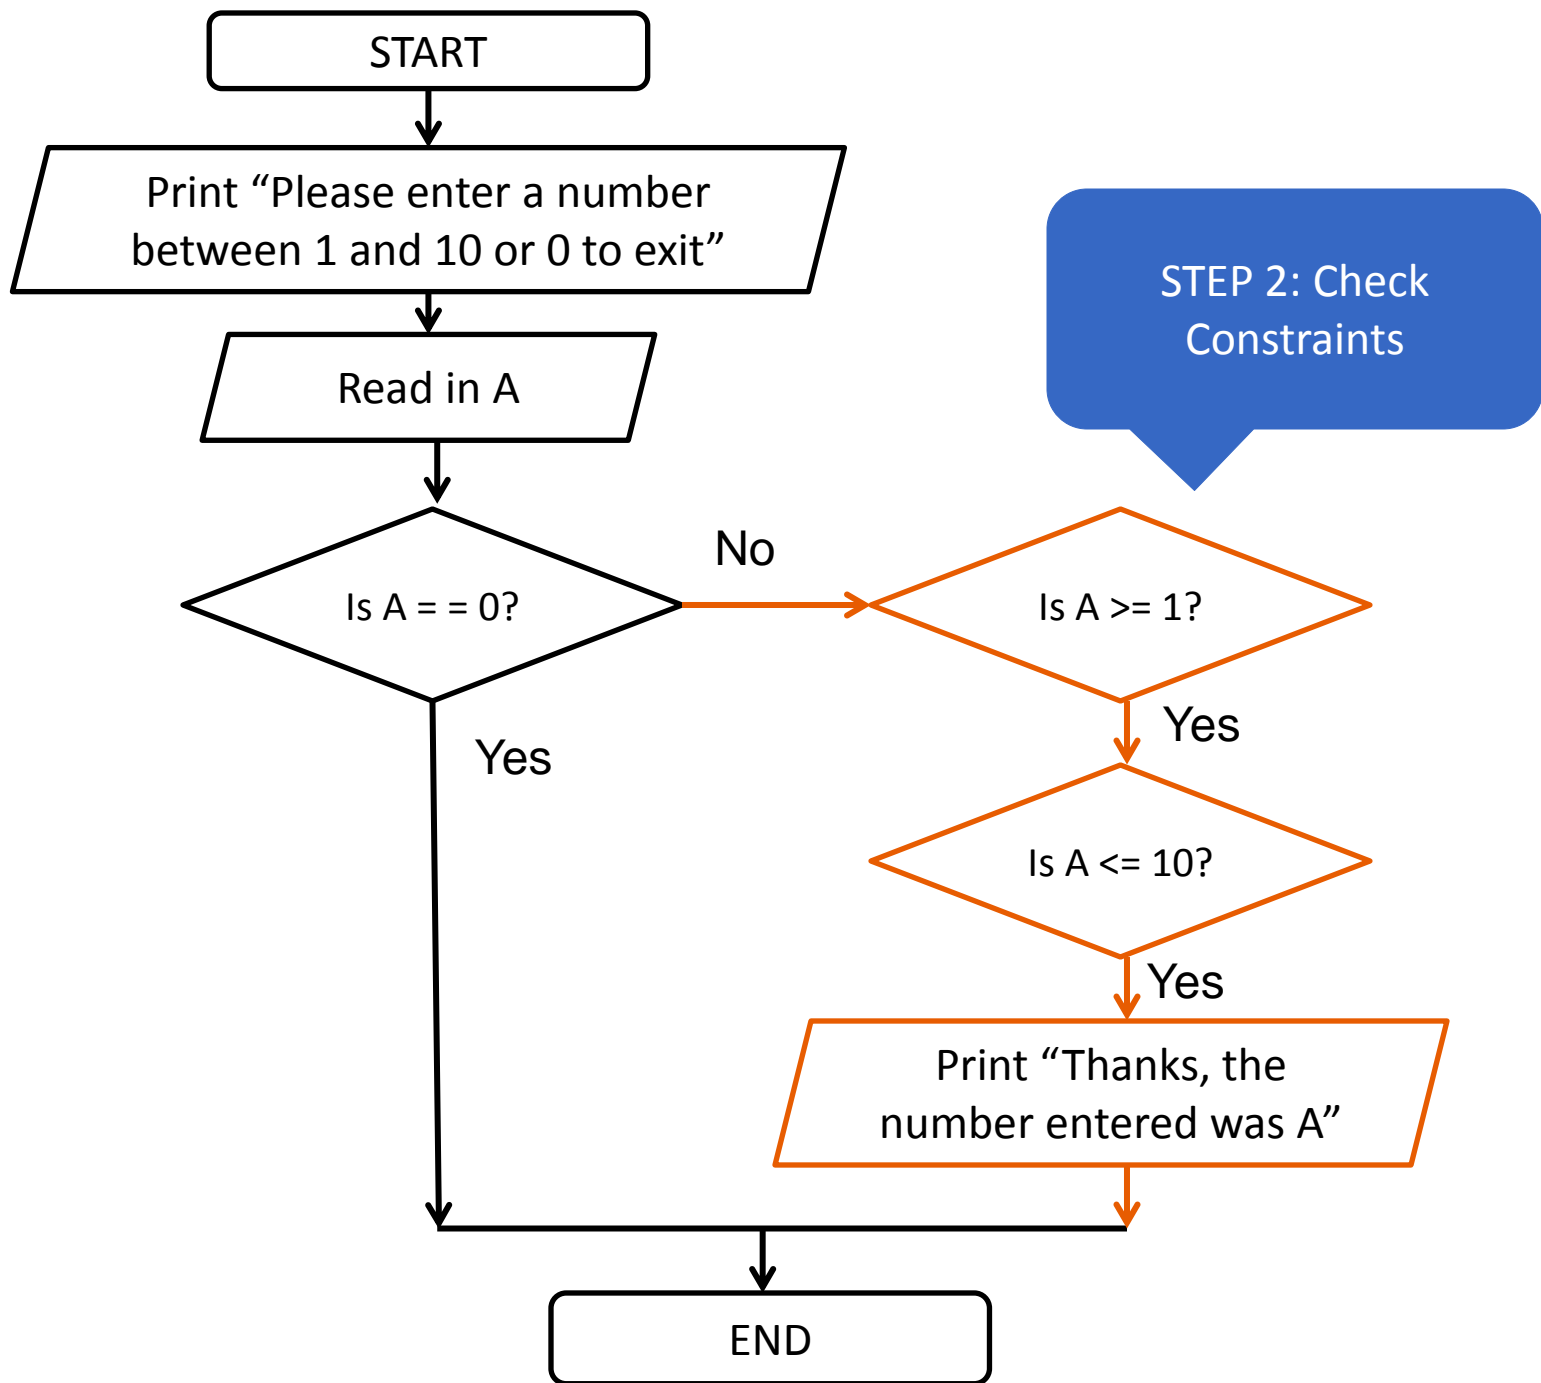 START
Print “Please enter a number
between 1 and 10 or 0 to exit”
STEP 2: Check
Constraints
Read in A
No
Is A = = 0?
Is A >= 1?
Yes
Yes
Is A <= 10?
Yes
Print “Thanks, the
number entered was A”
END